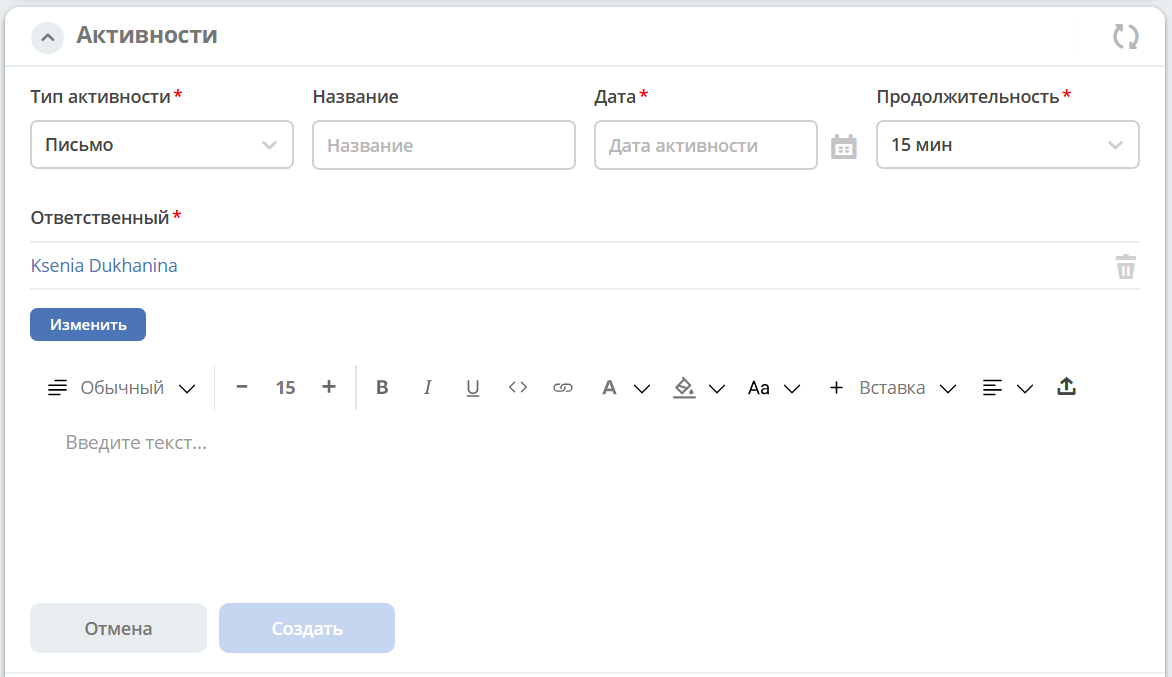 Активности
Тип активности* Название Дата* Продолжительность*
Письмо Название Дата активности 15 мин
Ответственный*
Ksenia Dukhanina
Изменить
Обычный − 15 + B I U <> A Aa + Вставка
Введите текст...
Отмена Создать